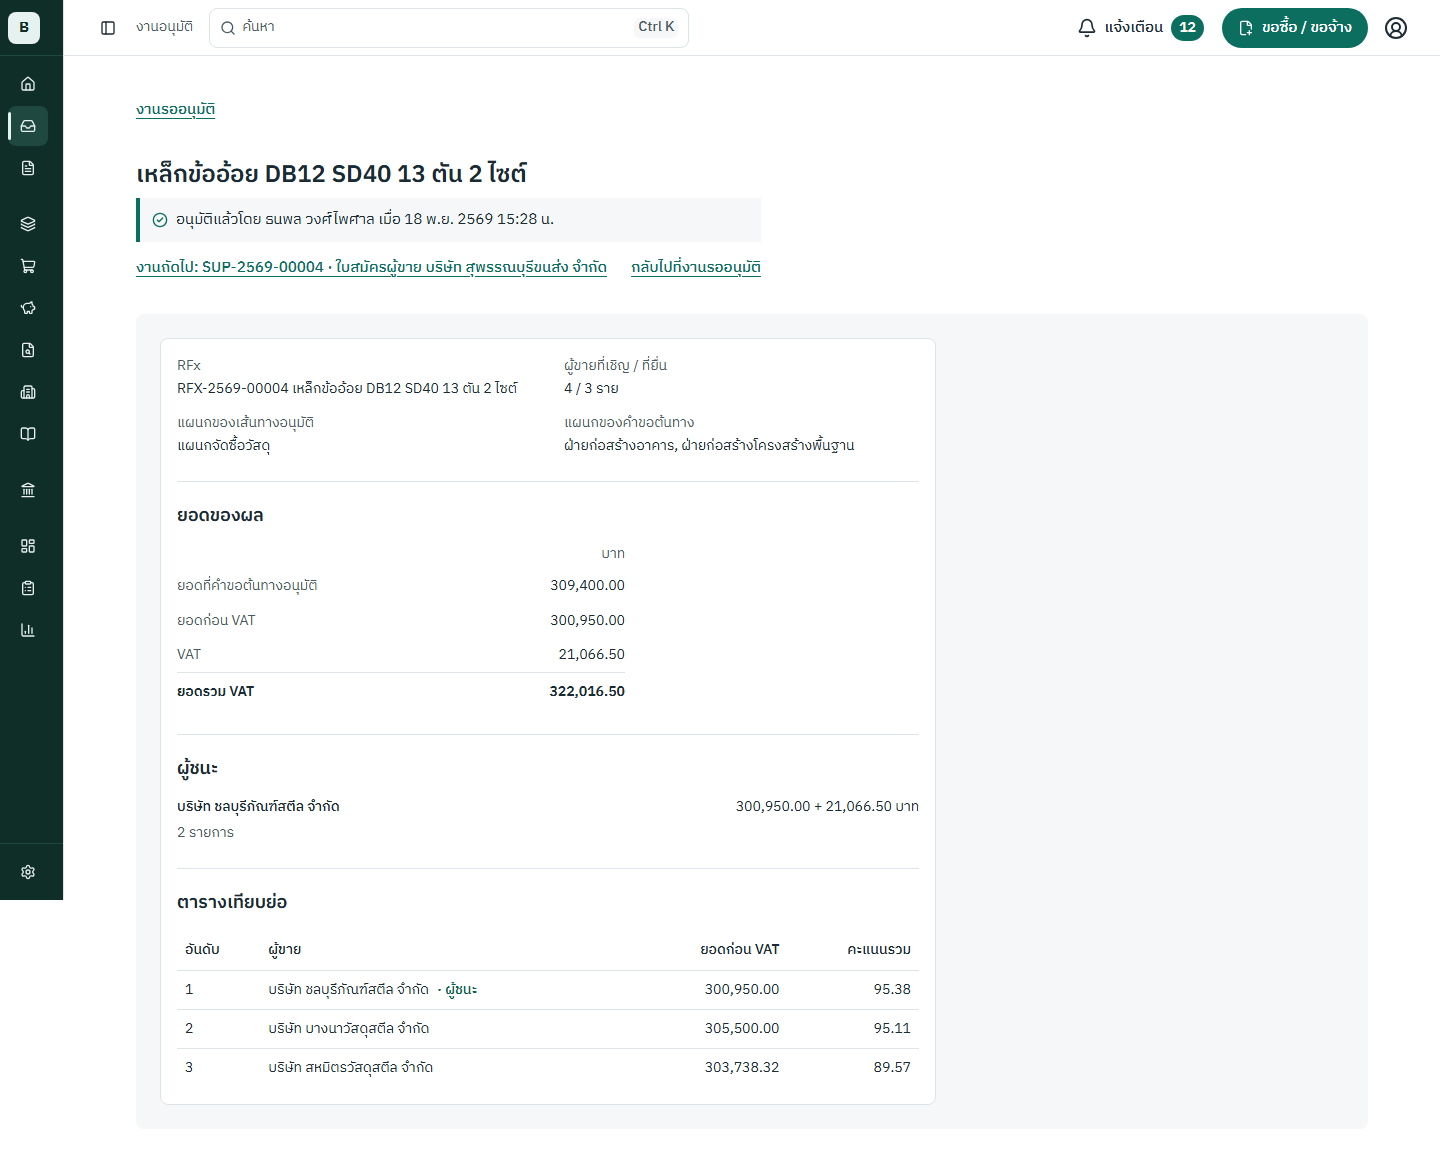 B
งานอนุมัติ
ค้นหา
Ctrl K
แจ้งเตือน 12
ขอซื้อ / ขอจ้าง
งานรออนุมัติ
เหล็กข้ออ้อย DB12 SD40 13 ตัน 2 ไซต์
อนุมัติแล้วโดย ธนพล วงศ์ไพศาล เมื่อ 18 พ.ย. 2569 15:28 น.
งานถัดไป: SUP-2569-00004 · ใบสมัครผู้ขาย บริษัท สุพรรณบุรีขนส่ง จำกัด
กลับไปที่งานรออนุมัติ
RFx
ผู้ขายที่เชิญ / ที่ยื่น
RFX-2569-00004 เหล็กข้ออ้อย DB12 SD40 13 ตัน 2 ไซต์
4 / 3 ราย
แผนกของเส้นทางอนุมัติ
แผนกของคำขอต้นทาง
แผนกจัดซื้อวัสดุ
ฝ่ายก่อสร้างอาคาร, ฝ่ายก่อสร้างโครงสร้างพื้นฐาน
ยอดของผล
บาท
ยอดที่คำขอต้นทางอนุมัติ 309,400.00
ยอดก่อน VAT 300,950.00
VAT 21,066.50
ยอดรวม VAT 322,016.50
ผู้ชนะ
บริษัท ชลบุรีภัณฑ์สตีล จำกัด 300,950.00 + 21,066.50 บาท
2 รายการ
ตารางเทียบย่อ
อันดับ ผู้ขาย ยอดก่อน VAT คะแนนรวม
1 บริษัท ชลบุรีภัณฑ์สตีล จำกัด · ผู้ชนะ 300,950.00 95.38
2 บริษัท บางนาวัสดุสตีล จำกัด 305,500.00 95.11
3 บริษัท สหมิตรวัสดุสตีล จำกัด 303,738.32 89.57